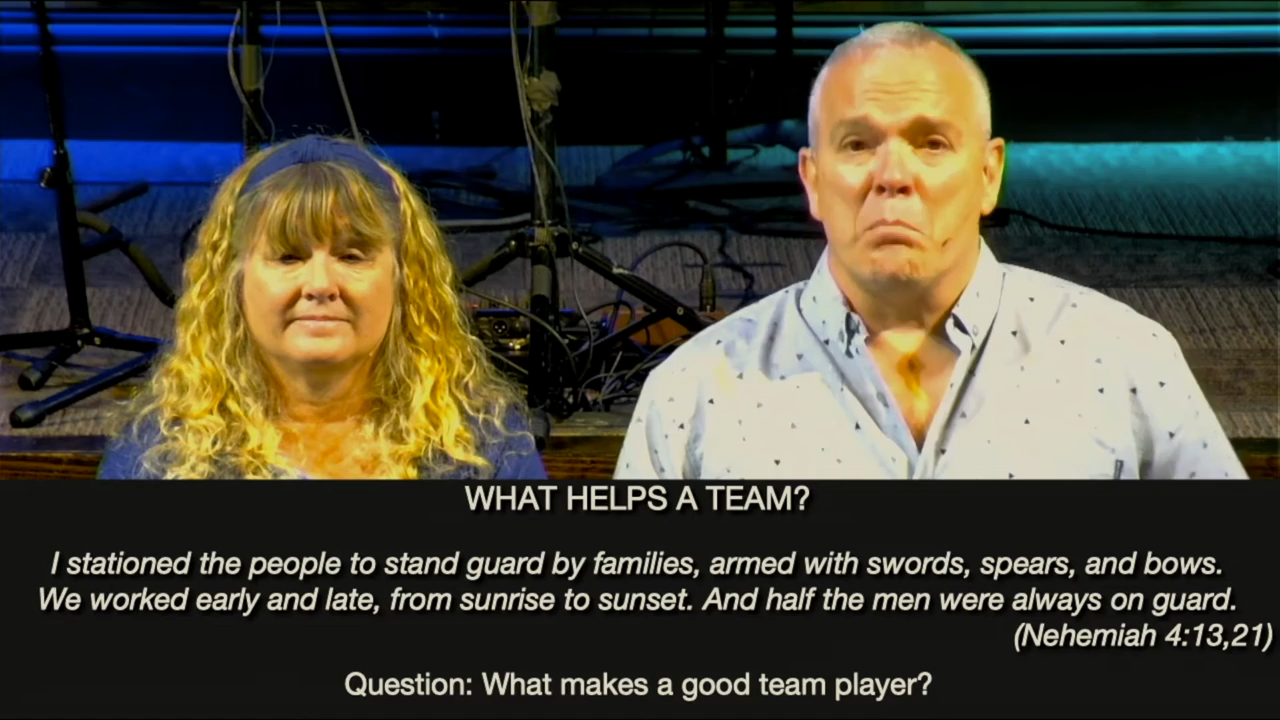 WHAT HELPS A TEAM?
I stationed the people to stand guard by families, armed with swords, spears, and bows.
We worked early and late, from sunrise to sunset. And half the men were always on guard.
(Nehemiah 4:13,21)
Question: What makes a good team player?